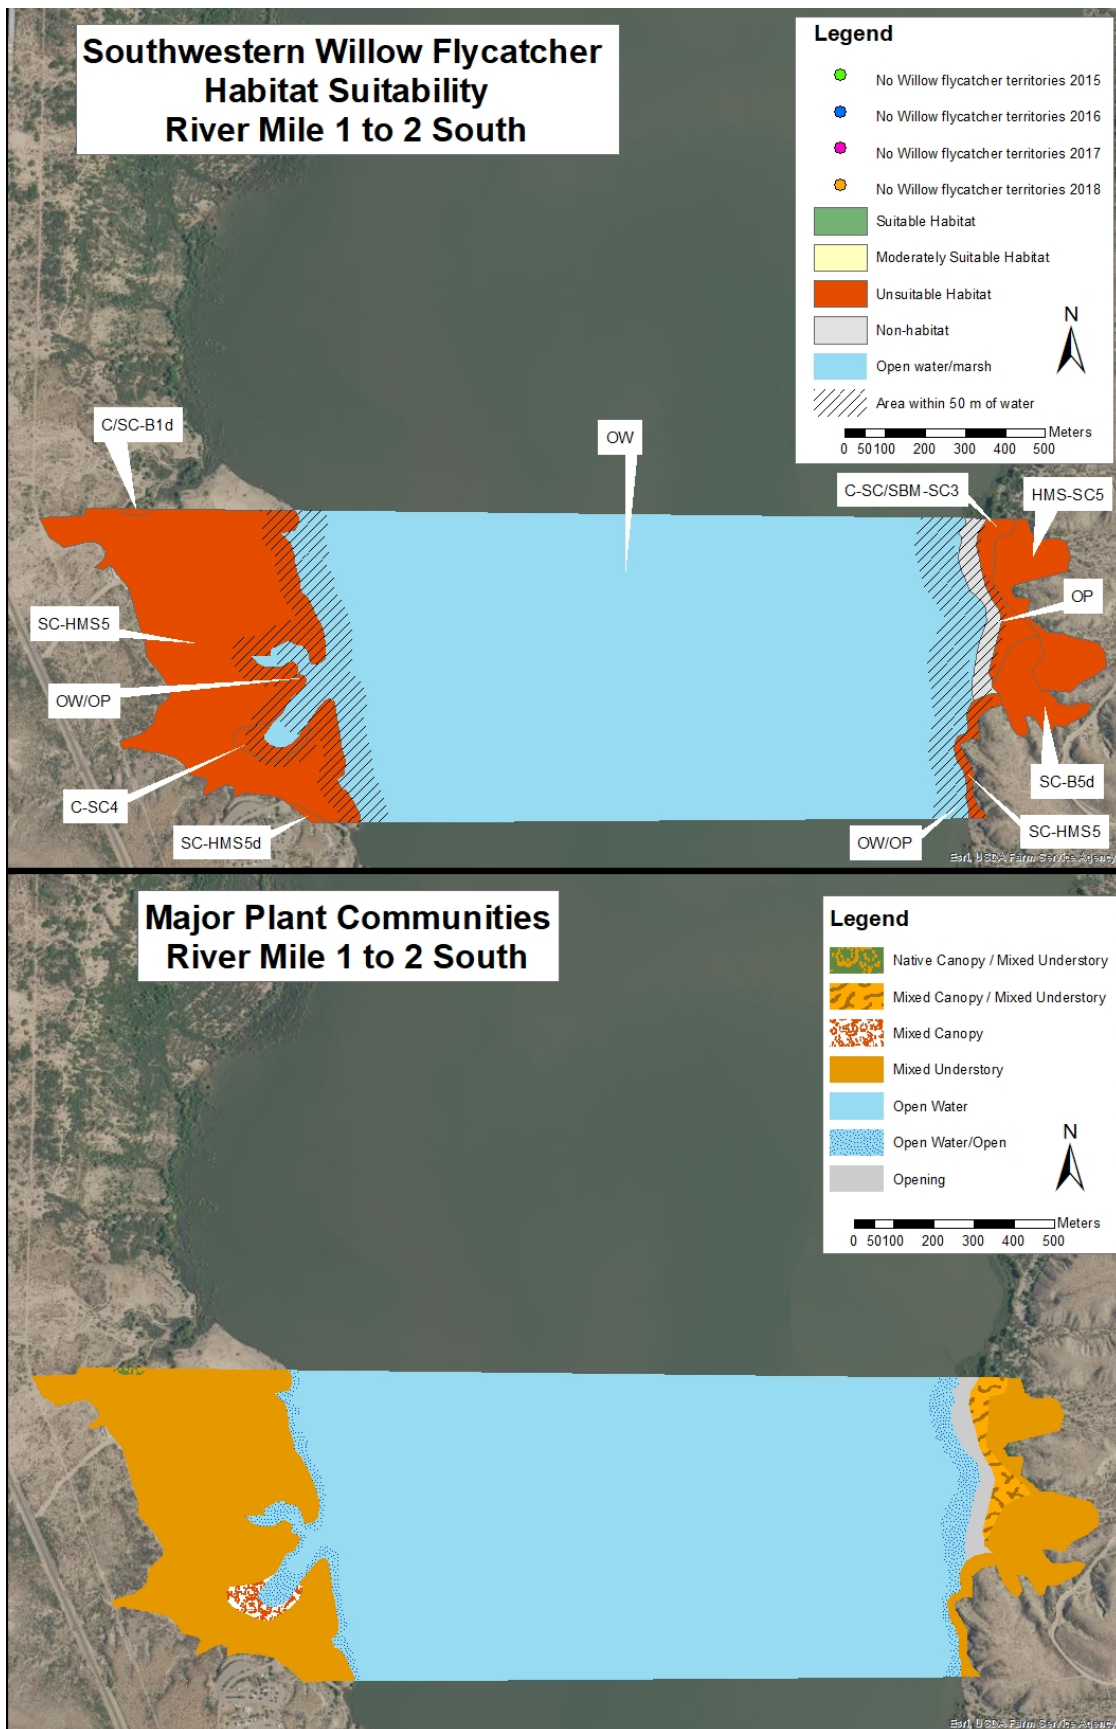 Southwestern Willow Flycatcher
Habitat Suitability
River Mile 1 to 2 South
Legend
No Willow flycatcher territories 2015
No Willow flycatcher territories 2016
No Willow flycatcher territories 2017
No Willow flycatcher territories 2018
Suitable Habitat
Moderately Suitable Habitat
Unsuitable Habitat
Non-habitat
Open water/marsh
Area within 50 m of water
N
Meters
0 50100 200 300 400 500
C/SC-B1d
OW
C-SC/SBM-SC3
HMS-SC5
OP
SC-HMS5
OW/OP
C-SC4
SC-HMS5d
SC-B5d
SC-HMS5
OW/OP
Esri, USDA Farm Service Agency
Major Plant Communities
River Mile 1 to 2 South
Legend
Native Canopy / Mixed Understory
Mixed Canopy / Mixed Understory
Mixed Canopy
Mixed Understory
Open Water
Open Water/Open
Opening
N
Meters
0 50100 200 300 400 500
Esri, USDA Farm Service Agency